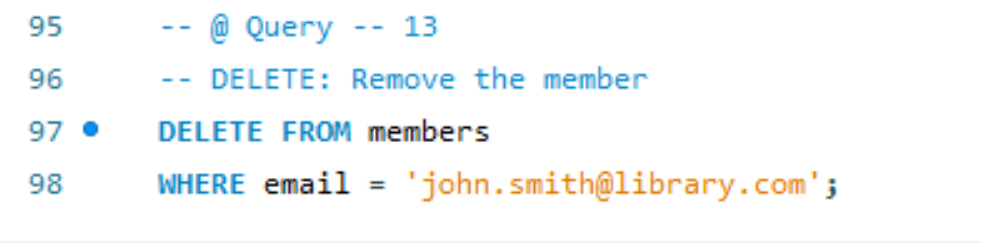 95 -- @ Query -- 13
96 -- DELETE: Remove the member
97 DELETE FROM members
98 WHERE email = 'john.smith@library.com';